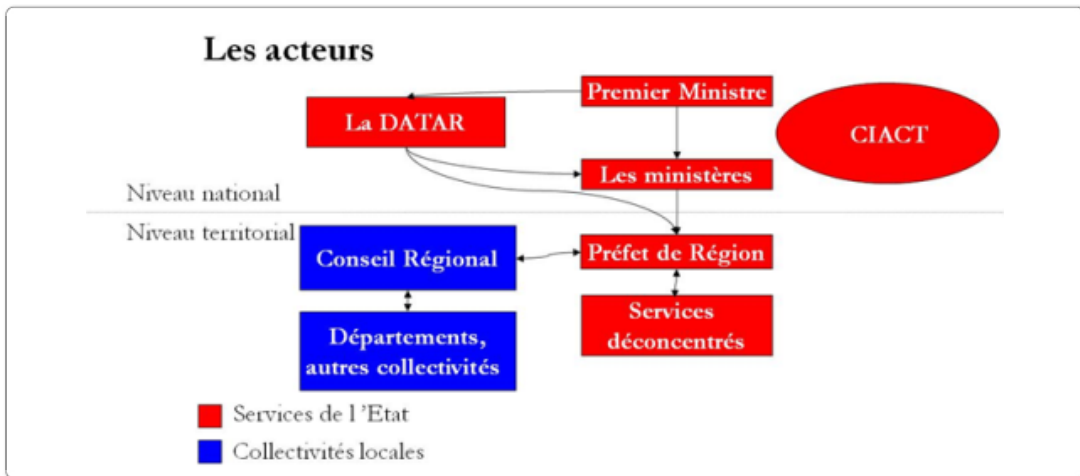 Les acteurs
Premier Ministre
La DATAR
CIACT
Les ministères
Niveau national
Niveau territorial
Conseil Régional
Préfet de Région
Services
déconcentrés
Départements,
autres collectivités
Services de l 'Etat
Collectivités locales